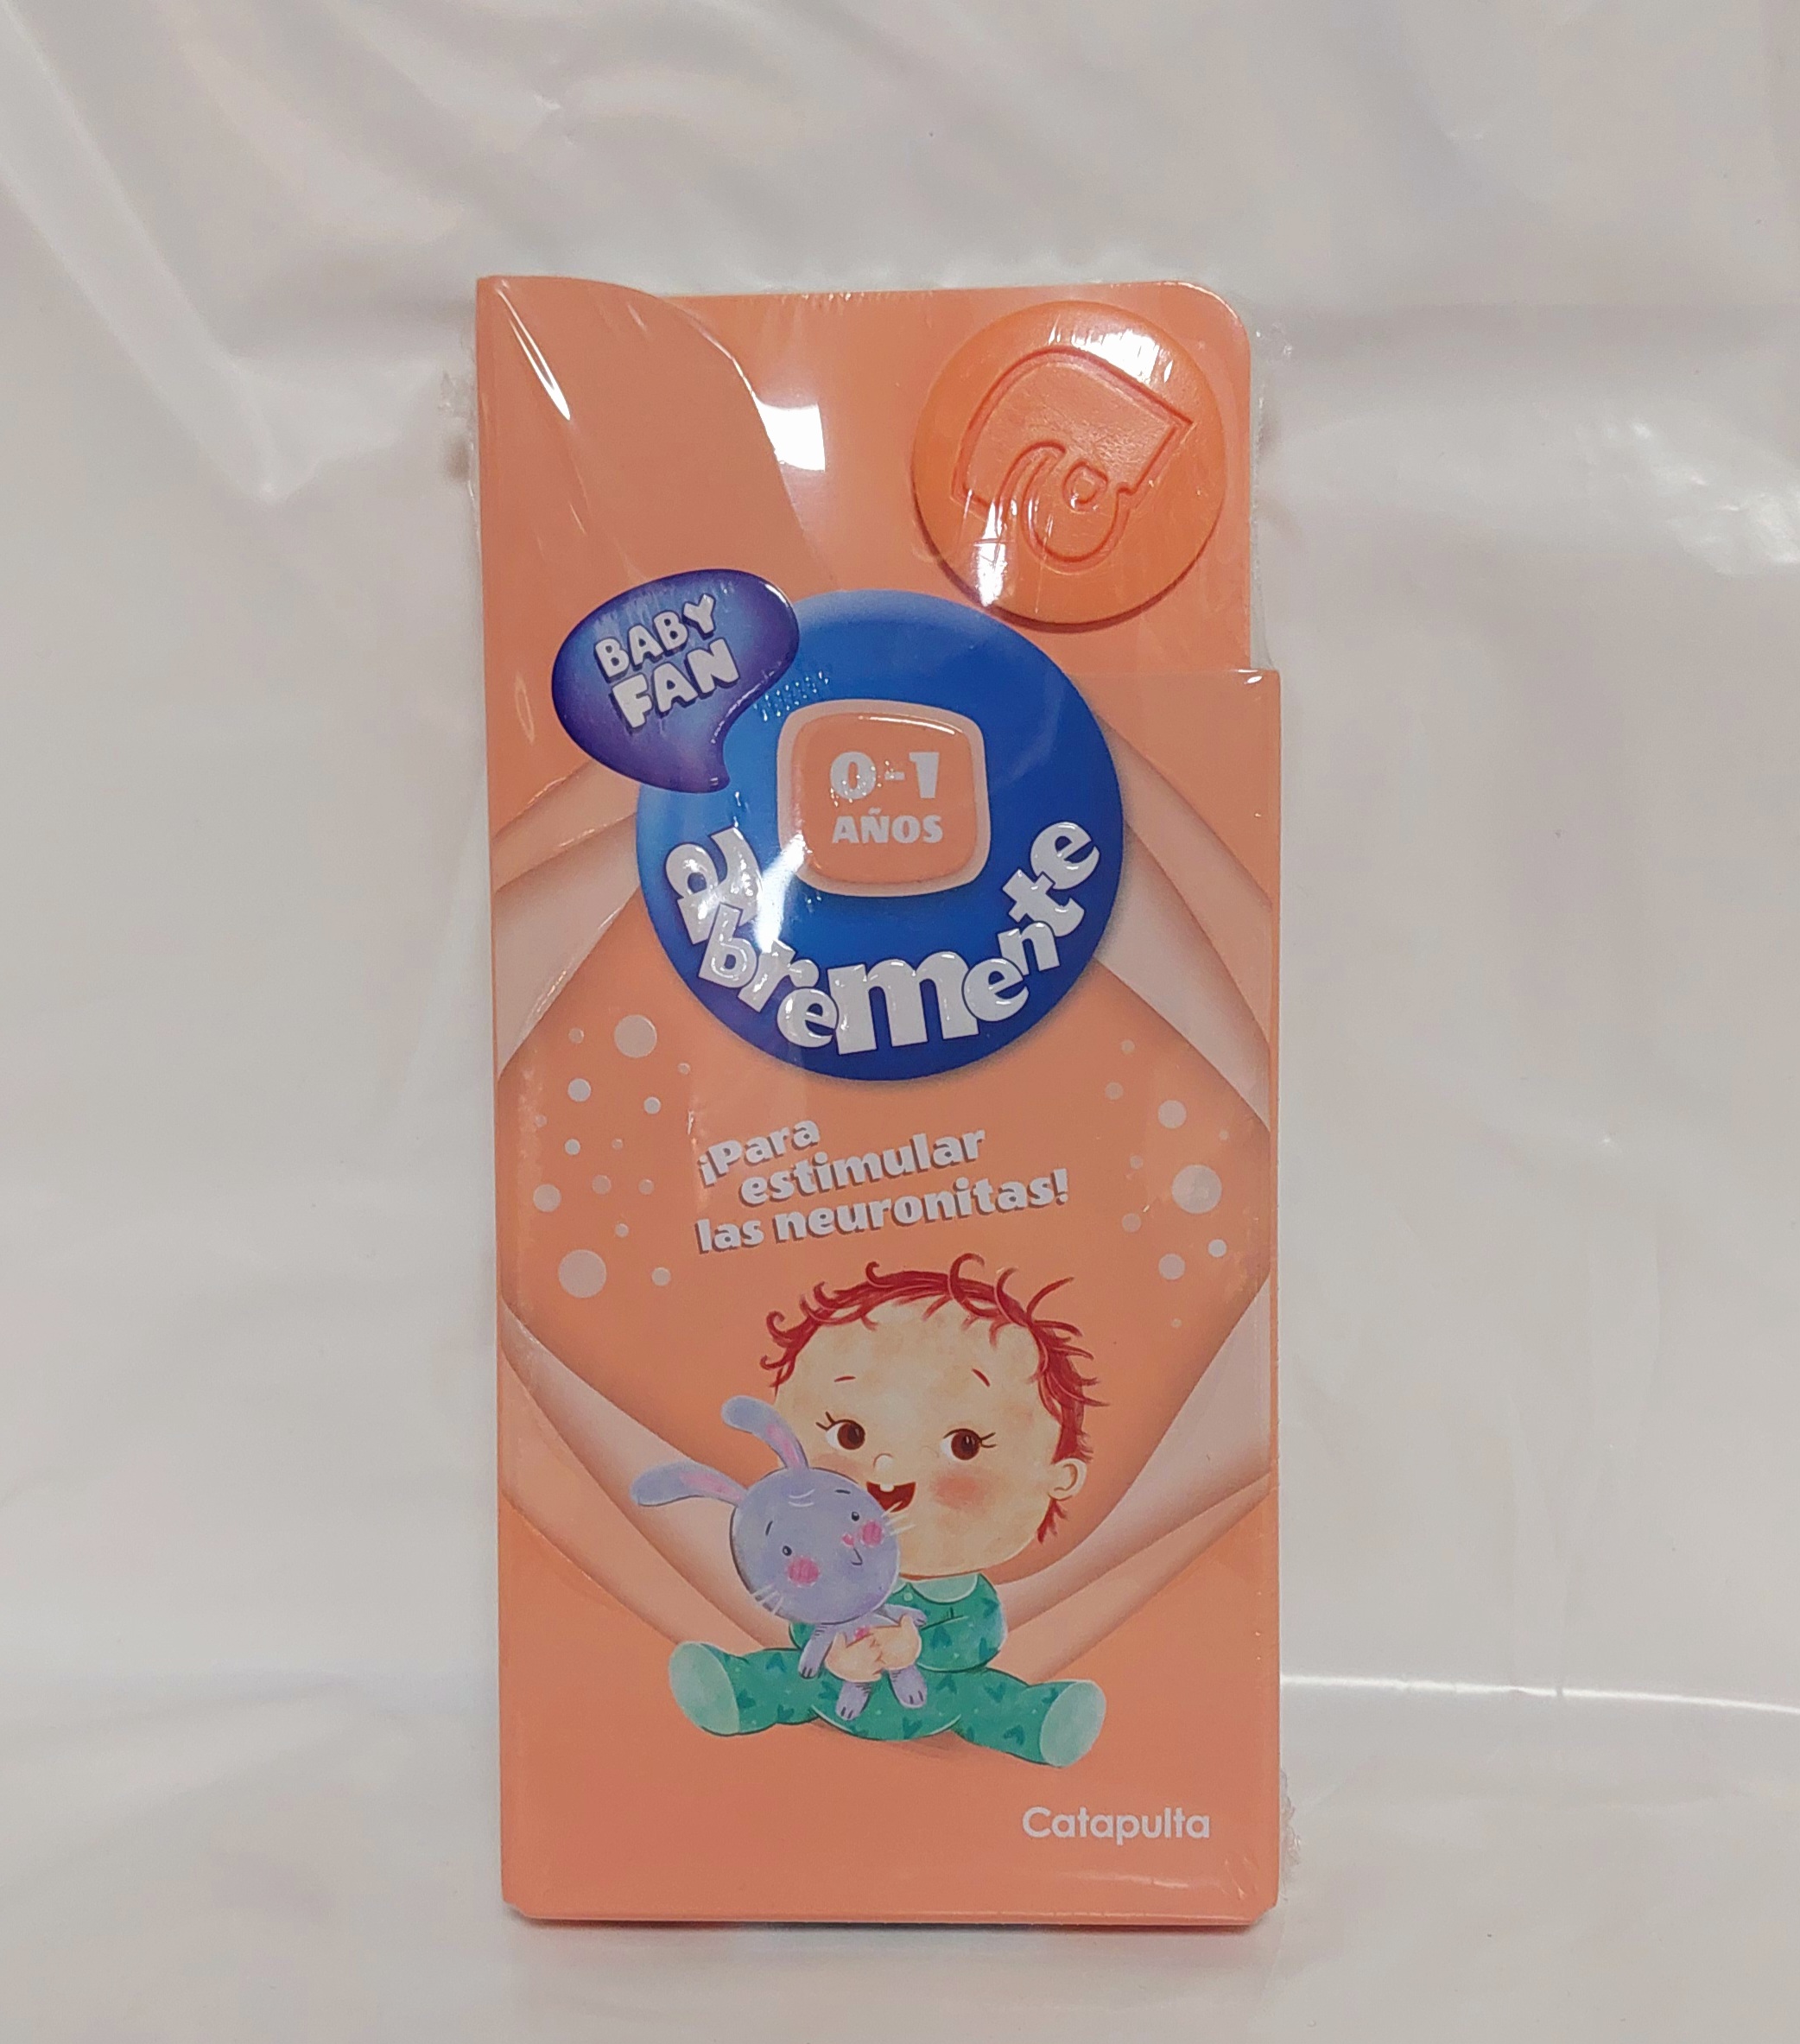 BABY
FAN
0-1
AÑOS
abremente
¡Para
estimular
las neuronitas!
Catapulta